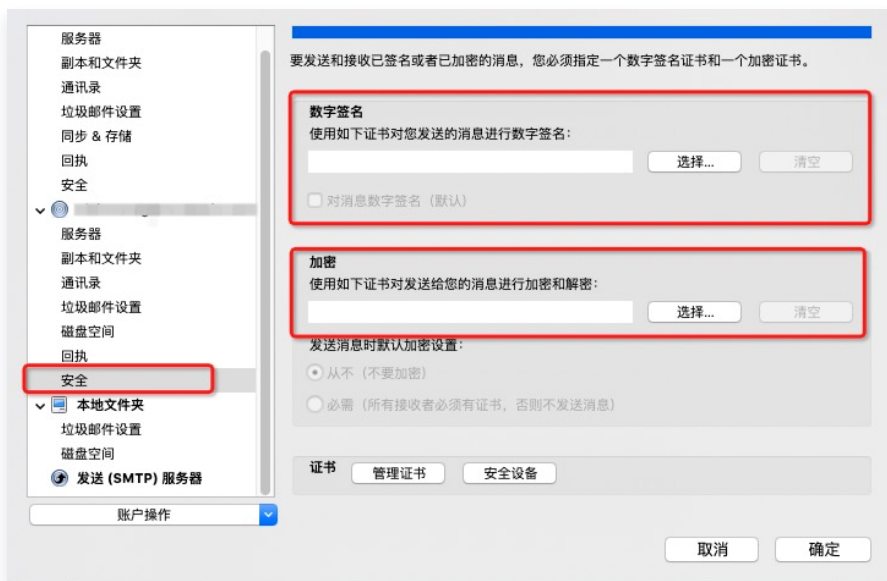 服务器
副本和文件夹
通讯录
垃圾邮件设置
同步 & 存储
回执
安全
服务器
副本和文件夹
通讯录
垃圾邮件设置
磁盘空间
回执
安全
本地文件夹
垃圾邮件设置
磁盘空间
发送 (SMTP) 服务器
账户操作
要发送和接收已签名或者已加密的消息，您必须指定一个数字签名证书和一个加密证书。
数字签名
使用如下证书对您发送的消息进行数字签名：
选择... 清空
对消息数字签名（默认）
加密
使用如下证书对发送给您的消息进行加密和解密：
选择... 清空
发送消息时默认加密设置：
从不（不要加密）
必需（所有接收者必须有证书，否则不发送消息）
证书 管理证书 安全设备
取消 确定